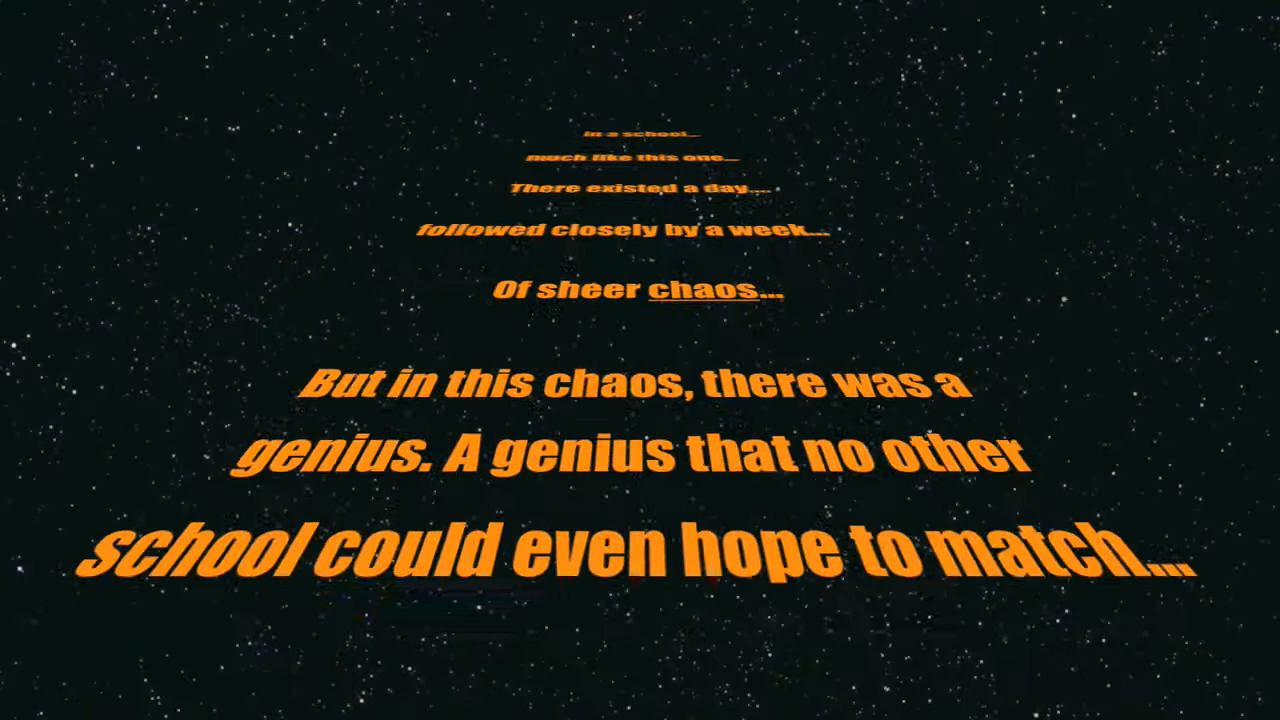 In a school...
much like this one....
There existed a day....
followed closely by a week...
Of sheer chaos...
But in this chaos, there was a
genius. A genius that no other
school could even hope to match...